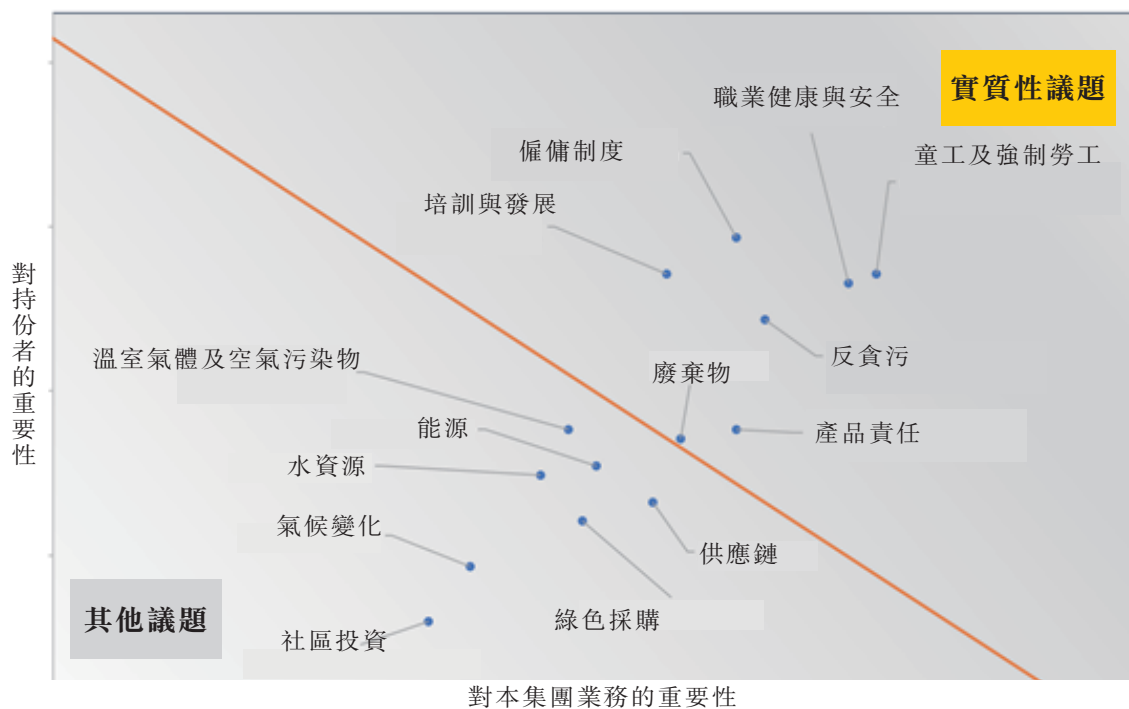 實質性議題
職業健康與安全
童工及強制勞工
僱傭制度
培訓與發展
對持份者的重要性
溫室氣體及空氣污染物
廢棄物
反貪污
能源
產品責任
水資源
氣候變化
供應鏈
其他議題
綠色採購
社區投資
對本集團業務的重要性